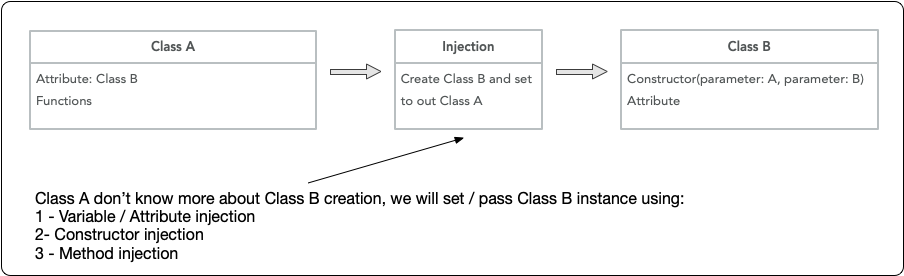 Class A
Attribute: Class B
Functions
Injection
Create Class B and set
to out Class A
Class B
Constructor(parameter: A, parameter: B)
Attribute
Class A don’t know more about Class B creation, we will set / pass Class B instance using:
1 - Variable / Attribute injection
2- Constructor injection
3 - Method injection